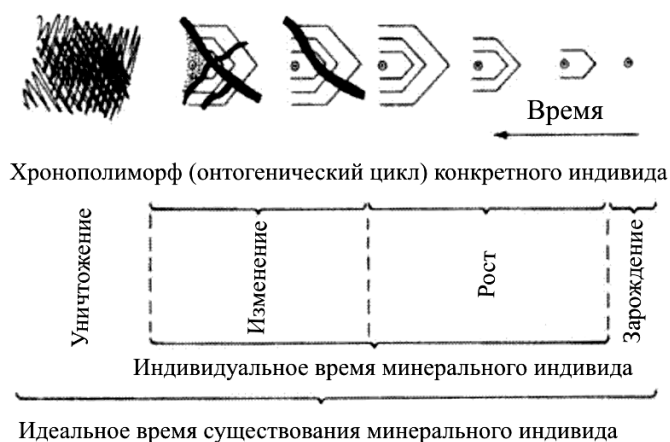 Время
Хронополиморф (онтогенический цикл) конкретного индивида
Уничтожение
Изменение
Рост
Зарождение
Индивидуальное время минерального индивида
Идеальное время существования минерального индивида